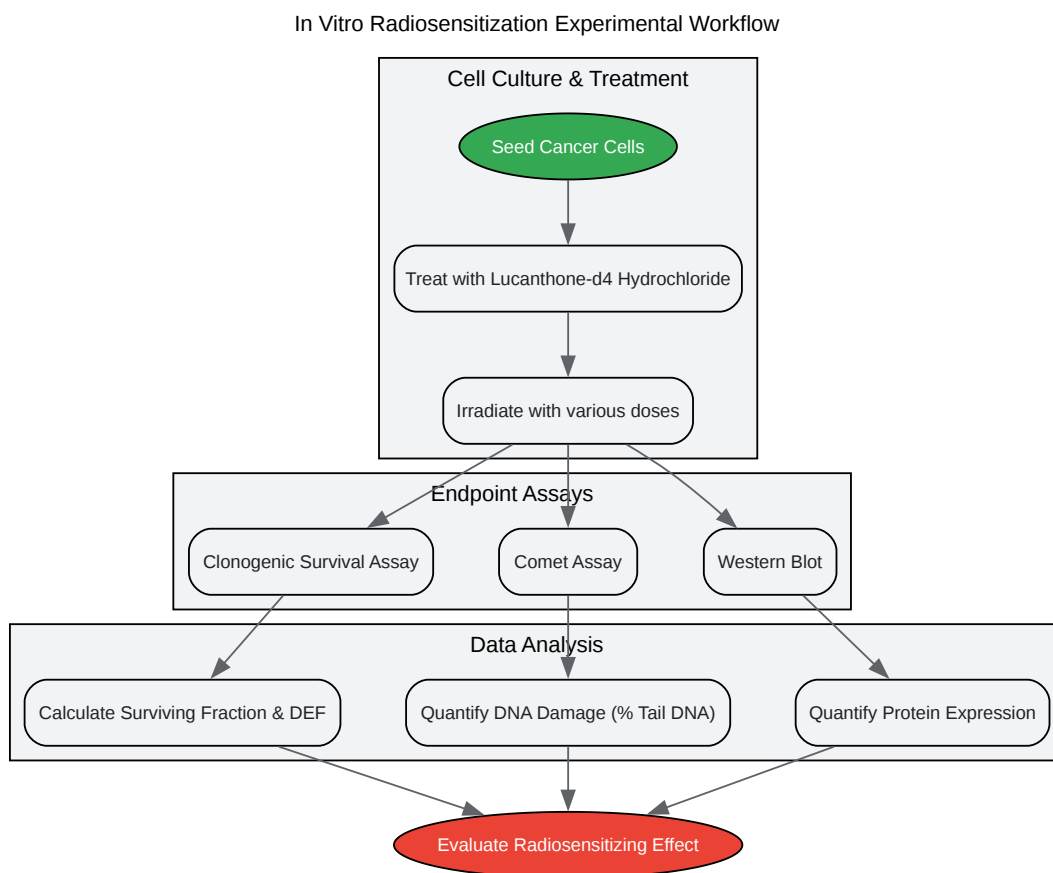 In Vitro Radiosensitization Experimental Workflow
Cell Culture & Treatment
Seed Cancer Cells
Treat with Lucanthone-d4 Hydrochloride
Irradiate with various doses
Endpoint Assays
Clonogenic Survival Assay
Comet Assay
Western Blot
Data Analysis
Calculate Surviving Fraction & DEF
Quantify DNA Damage (% Tail DNA)
Quantify Protein Expression
Evaluate Radiosensitizing Effect